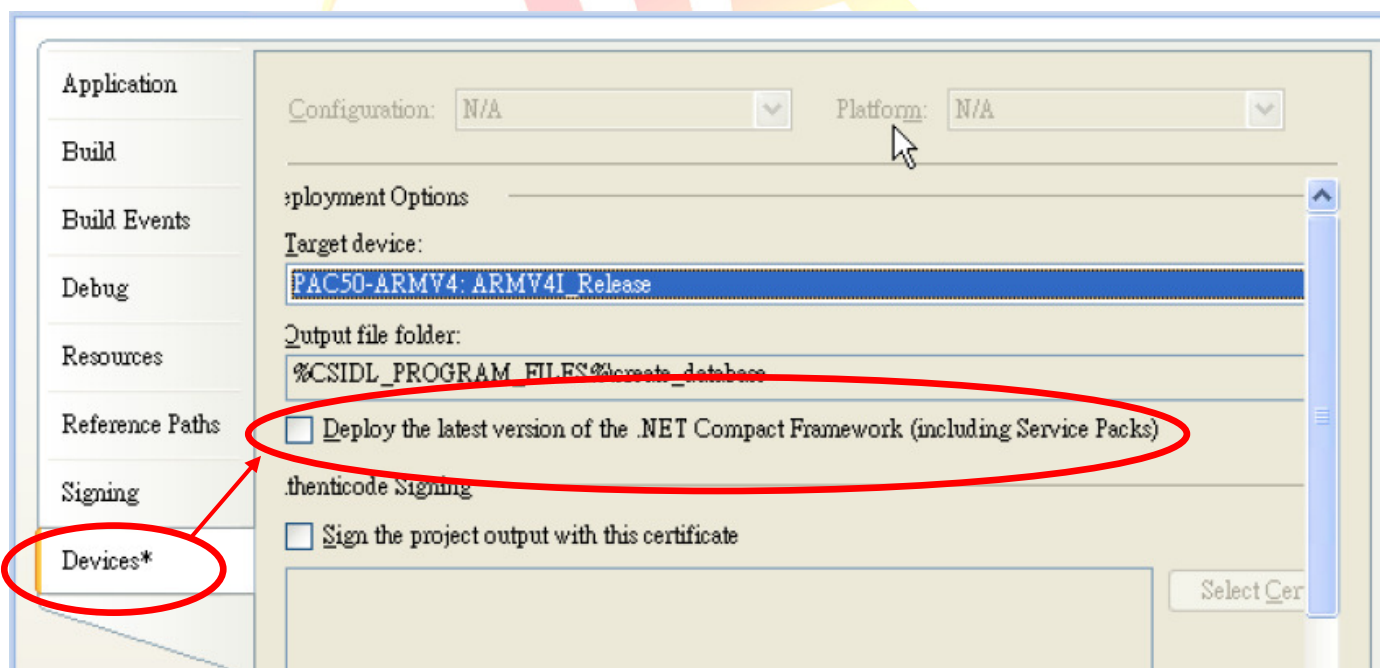 Application
Build
Build Events
Debug
Resources
Reference Paths
Signing
Devices*
Configuration: N/A Platform: N/A
eployment Options
Target device:
PAC50-ARMV4: ARMV4I_Release
Output file folder:
%CSIDL_PROGRAM_FILES%\create_database
Deploy the latest version of the .NET Compact Framework (including Service Packs)
thenticode Signing
Sign the project output with this certificate
Select Cer